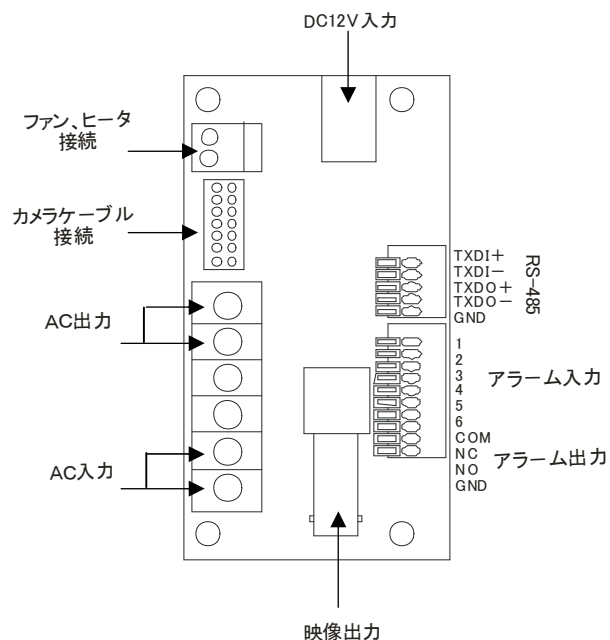 DC12V入力
ファン、ヒータ
接続
カメラケーブル
接続
AC出力
AC入力
TXDI+
TXDI-
TXDO+
TXDO-
GND
RS-485
1
2
3
4
5
6
COM
NC
NO
GND
アラーム入力
アラーム出力
映像出力